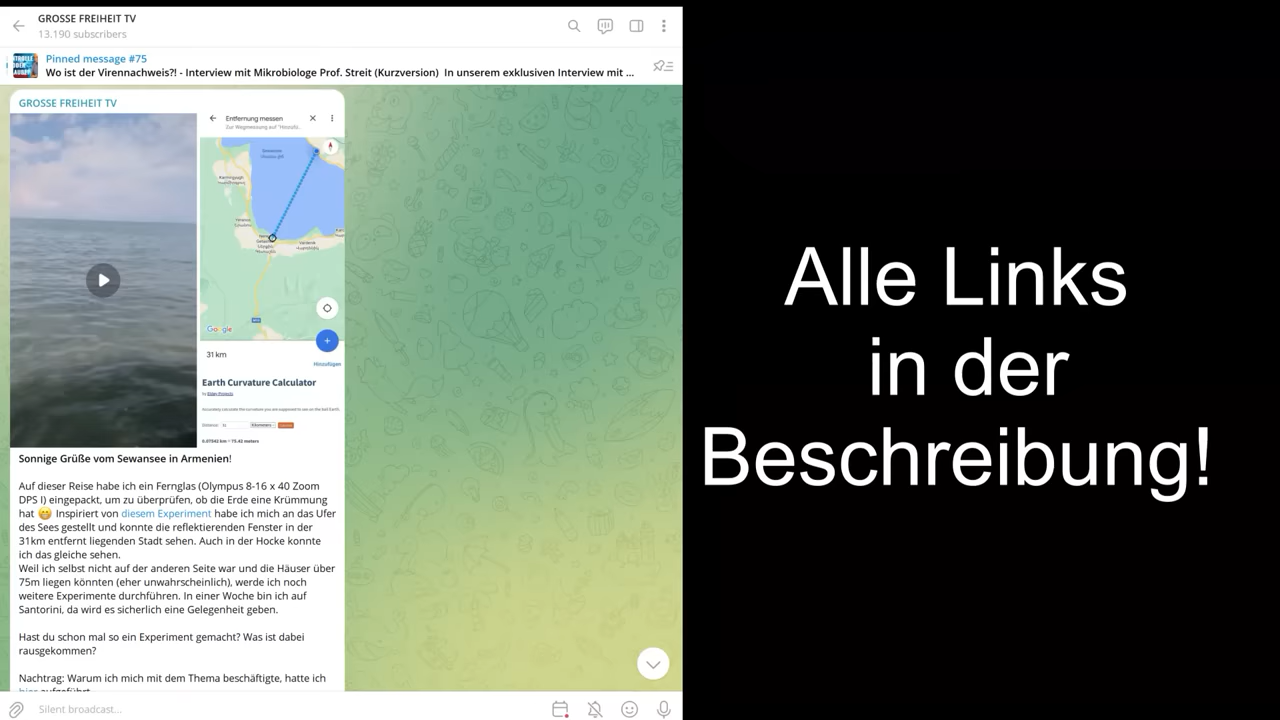 GROSSE FREIHEIT TV
13.190 subscribers
Pinned message #75
Wo ist der Virennachweis?! - Interview mit Mikrobiologe Prof. Streit (Kurzversion) In unserem exklusiven Interview mit ...
GROSSE FREIHEIT TV
Entfernung messen
Google
31 km
Hinzufügen
Earth Curvature Calculator
Sonnige Grüße vom Sewansee in Armenien!
Auf dieser Reise habe ich ein Fernglas (Olympus 8-16 x 40 Zoom
DPS I) eingepackt, um zu überprüfen, ob die Erde eine Krümmung
hat 😁 Inspiriert von diesem Experiment habe ich mich an das Ufer
des Sees gestellt und konnte die reflektierenden Fenster in der
31km entfernt liegenden Stadt sehen. Auch in der Hocke konnte
ich das gleiche sehen.
Weil ich selbst nicht auf der anderen Seite war und die Häuser über
75m liegen könnten (eher unwahrscheinlich), werde ich noch
weitere Experimente durchführen. In einer Woche bin ich auf
Santorini, da wird es sicherlich eine Gelegenheit geben.
Hast du schon mal so ein Experiment gemacht? Was ist dabei
rausgekommen?
Nachtrag: Warum ich mich mit dem Thema beschäftigte, hatte ich
hier aufgeführt
Silent broadcast...
Alle Links
in der
Beschreibung!